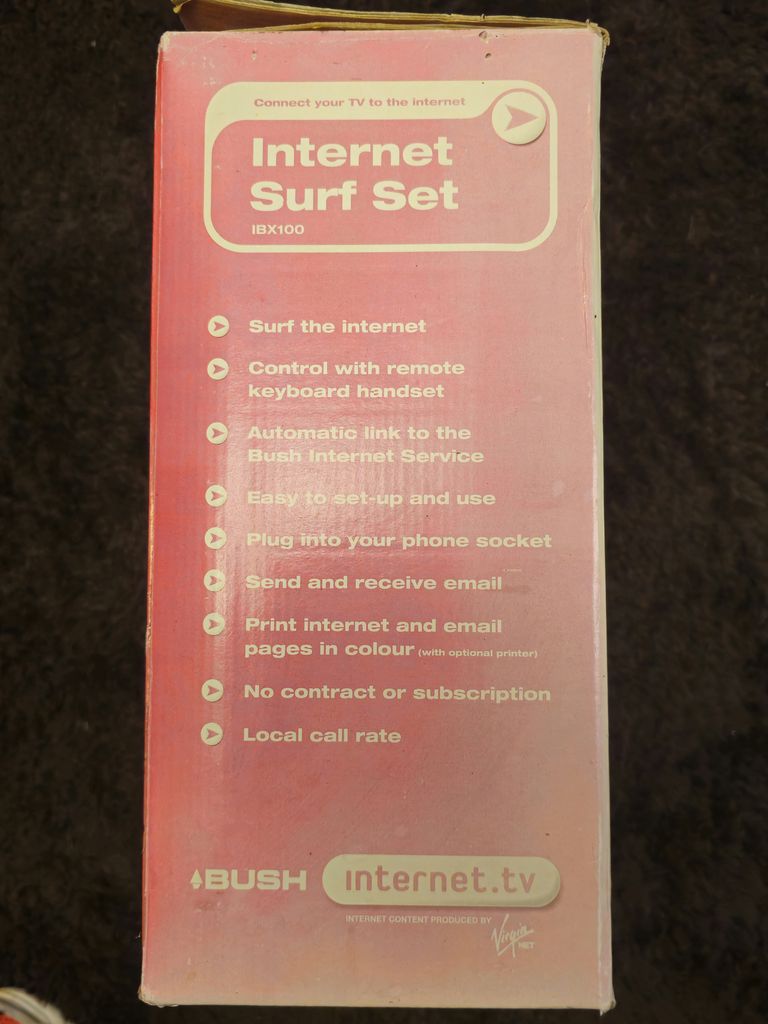 Connect your TV to the internet
Internet
Surf Set
IBX100
Surf the internet
Control with remote
keyboard handset
Automatic link to the
Bush Internet Service
Easy to set-up and use
Plug into your phone socket
Send and receive email
Print internet and email
pages in colour (with optional printer)
No contract or subscription
Local call rate
BUSH internet.tv
INTERNET CONTENT PRODUCED BY
Virgin NET